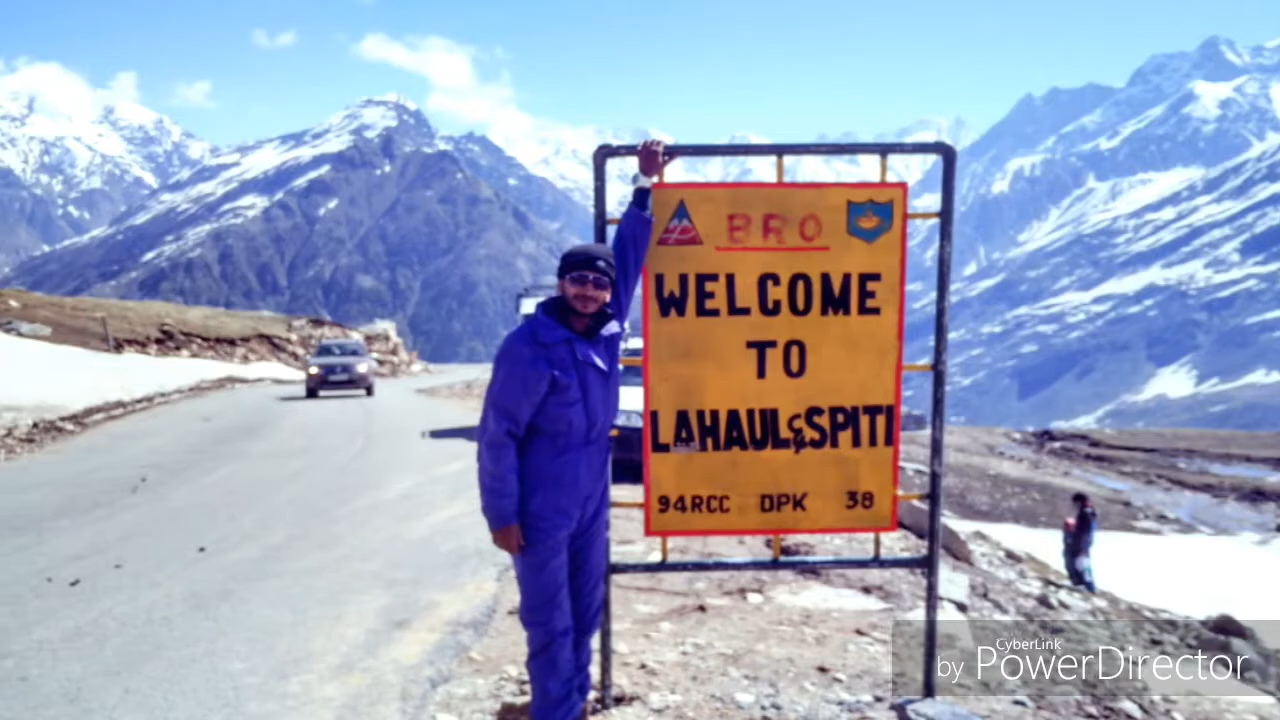 BRO
WELCOME
TO
LAHAUL&SPITI
94RCC DPK 38
CyberLink
by PowerDirector